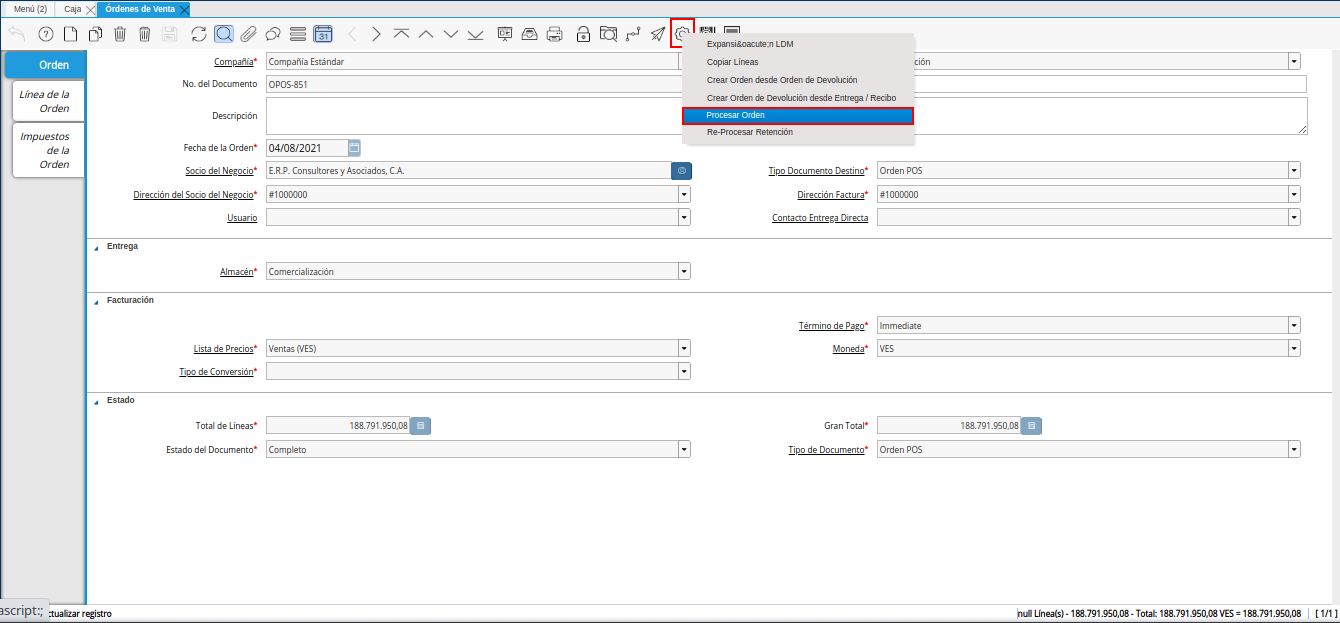 Menú (2) Caja Órdenes de Venta
31
Expansi&oacute;n LDM
Copiar Líneas
Crear Orden desde Orden de Devolución
Crear Orden de Devolución desde Entrega / Recibo
Procesar Orden
Re-Procesar Retención
Orden
Línea de la
Orden
Impuestos
de la
Orden
Compañía* Compañía Estándar ción
No. del Documento OPOS-851
Descripción
Fecha de la Orden* 04/08/2021
Socio del Negocio* E.R.P. Consultores y Asociados, C.A. Tipo Documento Destino* Orden POS
Dirección del Socio del Negocio* #1000000 Dirección Factura* #1000000
Usuario Contacto Entrega Directa
Entrega
Almacén* Comercialización
Facturación
Término de Pago* Immediate
Lista de Precios* Ventas (VES) Moneda* VES
Tipo de Conversión*
Estado
Total de Líneas* 188.791.950,08 Gran Total* 188.791.950,08
Estado del Documento* Completo Tipo de Documento* Orden POS
ascript:; ctualizar registro null Línea(s) - 188.791.950,08 - Total: 188.791.950,08 VES = 188.791.950,08 [ 1/1 ]